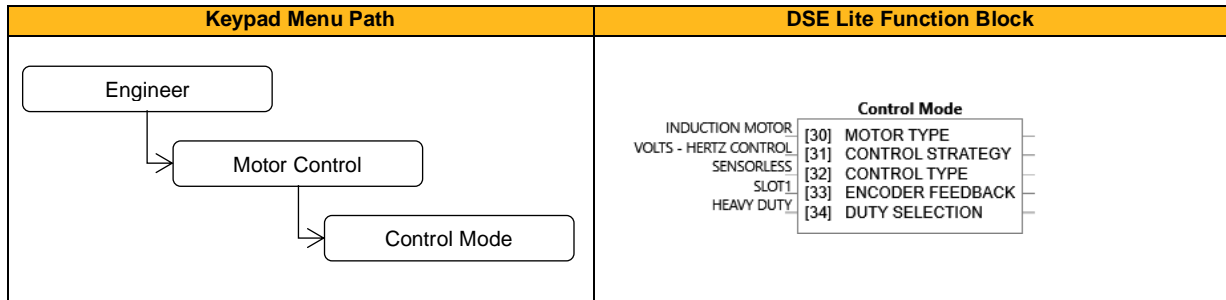 Keypad Menu Path
DSE Lite Function Block
Engineer
Motor Control
Control Mode
Control Mode
INDUCTION MOTOR [30] MOTOR TYPE
VOLTS - HERTZ CONTROL [31] CONTROL STRATEGY
SENSORLESS [32] CONTROL TYPE
SLOT1 [33] ENCODER FEEDBACK
HEAVY DUTY [34] DUTY SELECTION